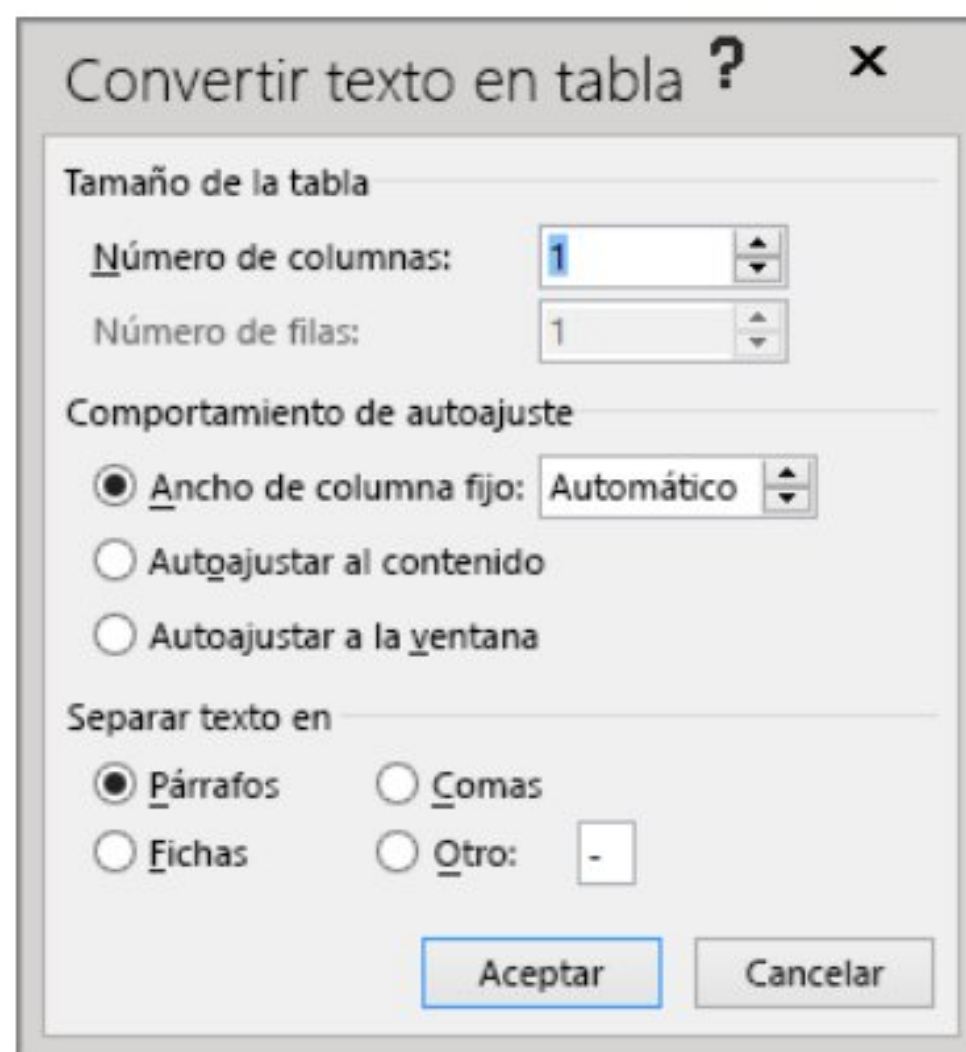 Convertir texto en tabla ? ×
Tamaño de la tabla
Número de columnas: 1
Número de filas: 1
Comportamiento de autoajuste
Ancho de columna fijo: Automático
Autoajustar al contenido
Autoajustar a la ventana
Separar texto en
Párrafos Comas
Fichas Otro: -
Aceptar Cancelar